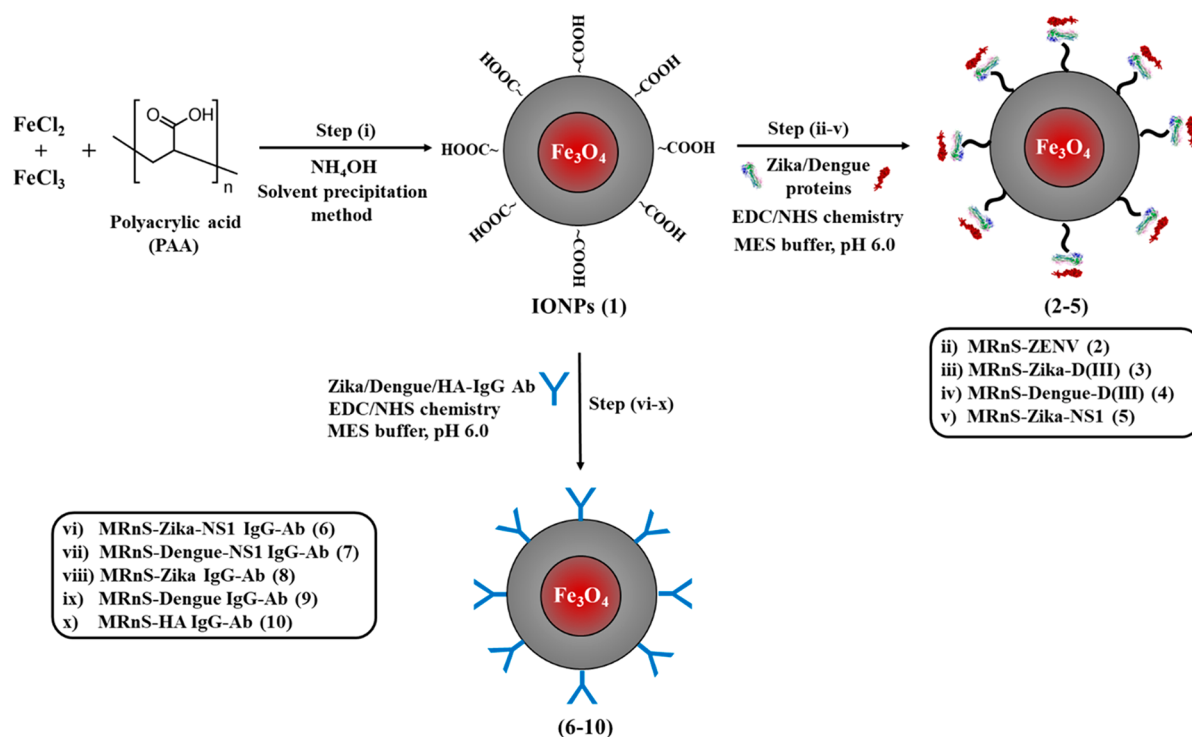 FeCl2
+
FeCl3
+
O
OH
n
Polyacrylic acid
(PAA)
Step (i)
NH4OH
Solvent precipitation
method
HOOC~
HOOC~
~COOH
HOOC~
Fe3O4
~COOH
HOOC~
~COOH
~COOH
IONPs (1)
Step (ii-v)
Zika/Dengue
proteins
EDC/NHS chemistry
MES buffer, pH 6.0
Fe3O4
(2-5)
ii) MRnS-ZENV (2)
iii) MRnS-Zika-D(III) (3)
iv) MRnS-Dengue-D(III) (4)
v) MRnS-Zika-NS1 (5)
Zika/Dengue/HA-IgG Ab
EDC/NHS chemistry
MES buffer, pH 6.0
Step (vi-x)
vi) MRnS-Zika-NS1 IgG-Ab (6)
vii) MRnS-Dengue-NS1 IgG-Ab (7)
viii) MRnS-Zika IgG-Ab (8)
ix) MRnS-Dengue IgG-Ab (9)
x) MRnS-HA IgG-Ab (10)
Fe3O4
(6-10)